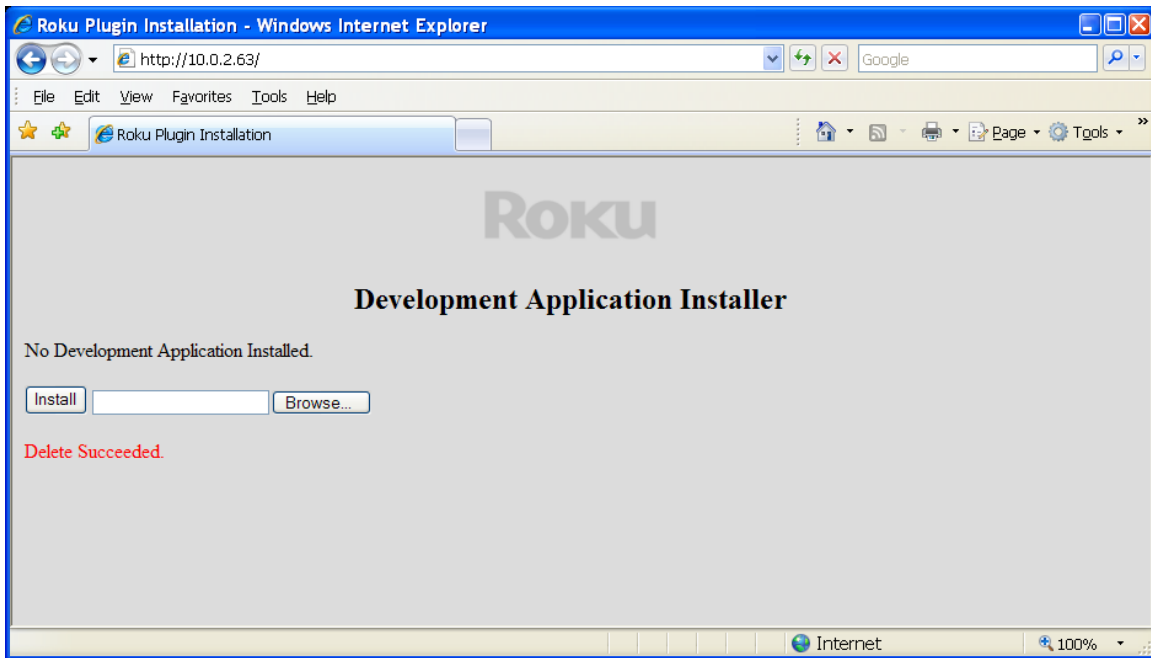 Roku Plugin Installation - Windows Internet Explorer
http://10.0.2.63/
Google
File Edit View Favorites Tools Help
Roku Plugin Installation
Page Tools »
ROKU
Development Application Installer
No Development Application Installed.
Install Browse...
Delete Succeeded.
Internet 100%